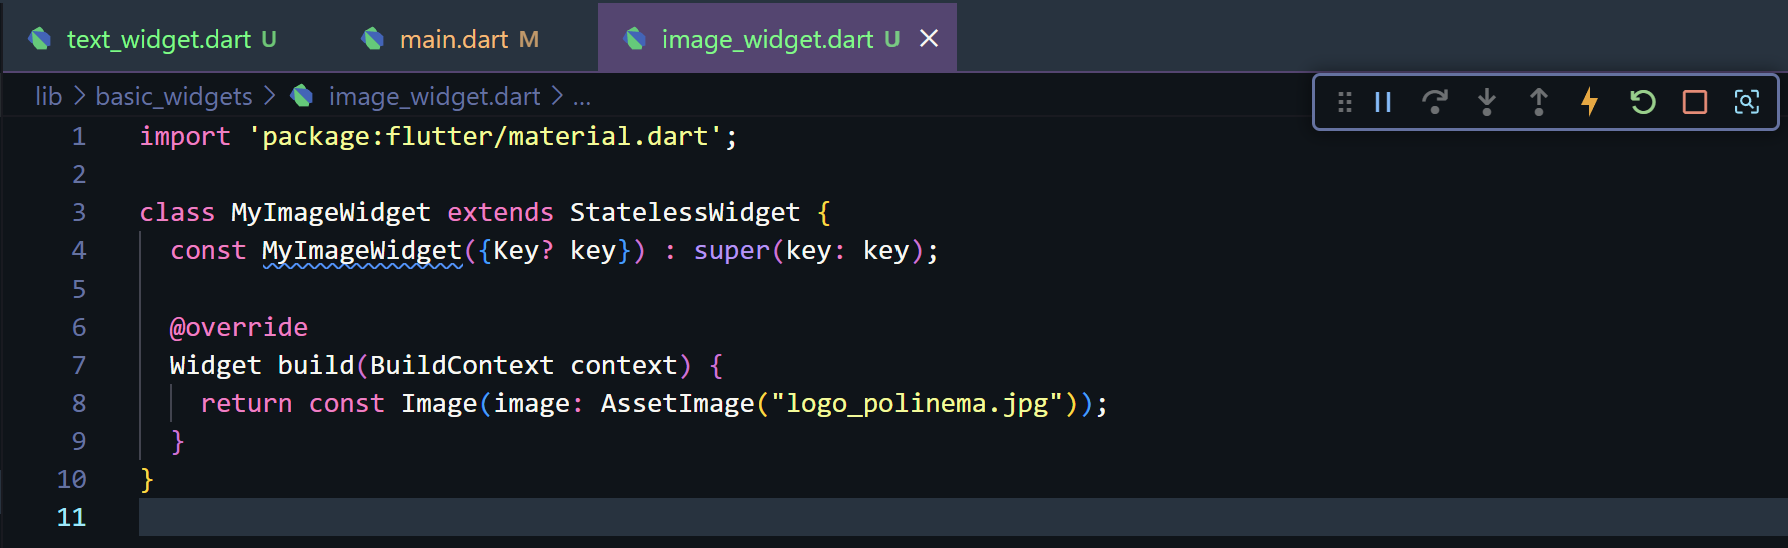 text_widget.dart U main.dart M image_widget.dart U
lib > basic_widgets > image_widget.dart > ...
1 import 'package:flutter/material.dart';
2
3 class MyImageWidget extends StatelessWidget {
4 const MyImageWidget({Key? key}) : super(key: key);
5
6 @override
7 Widget build(BuildContext context) {
8 return const Image(image: AssetImage("logo_polinema.jpg"));
9 }
10 }
11